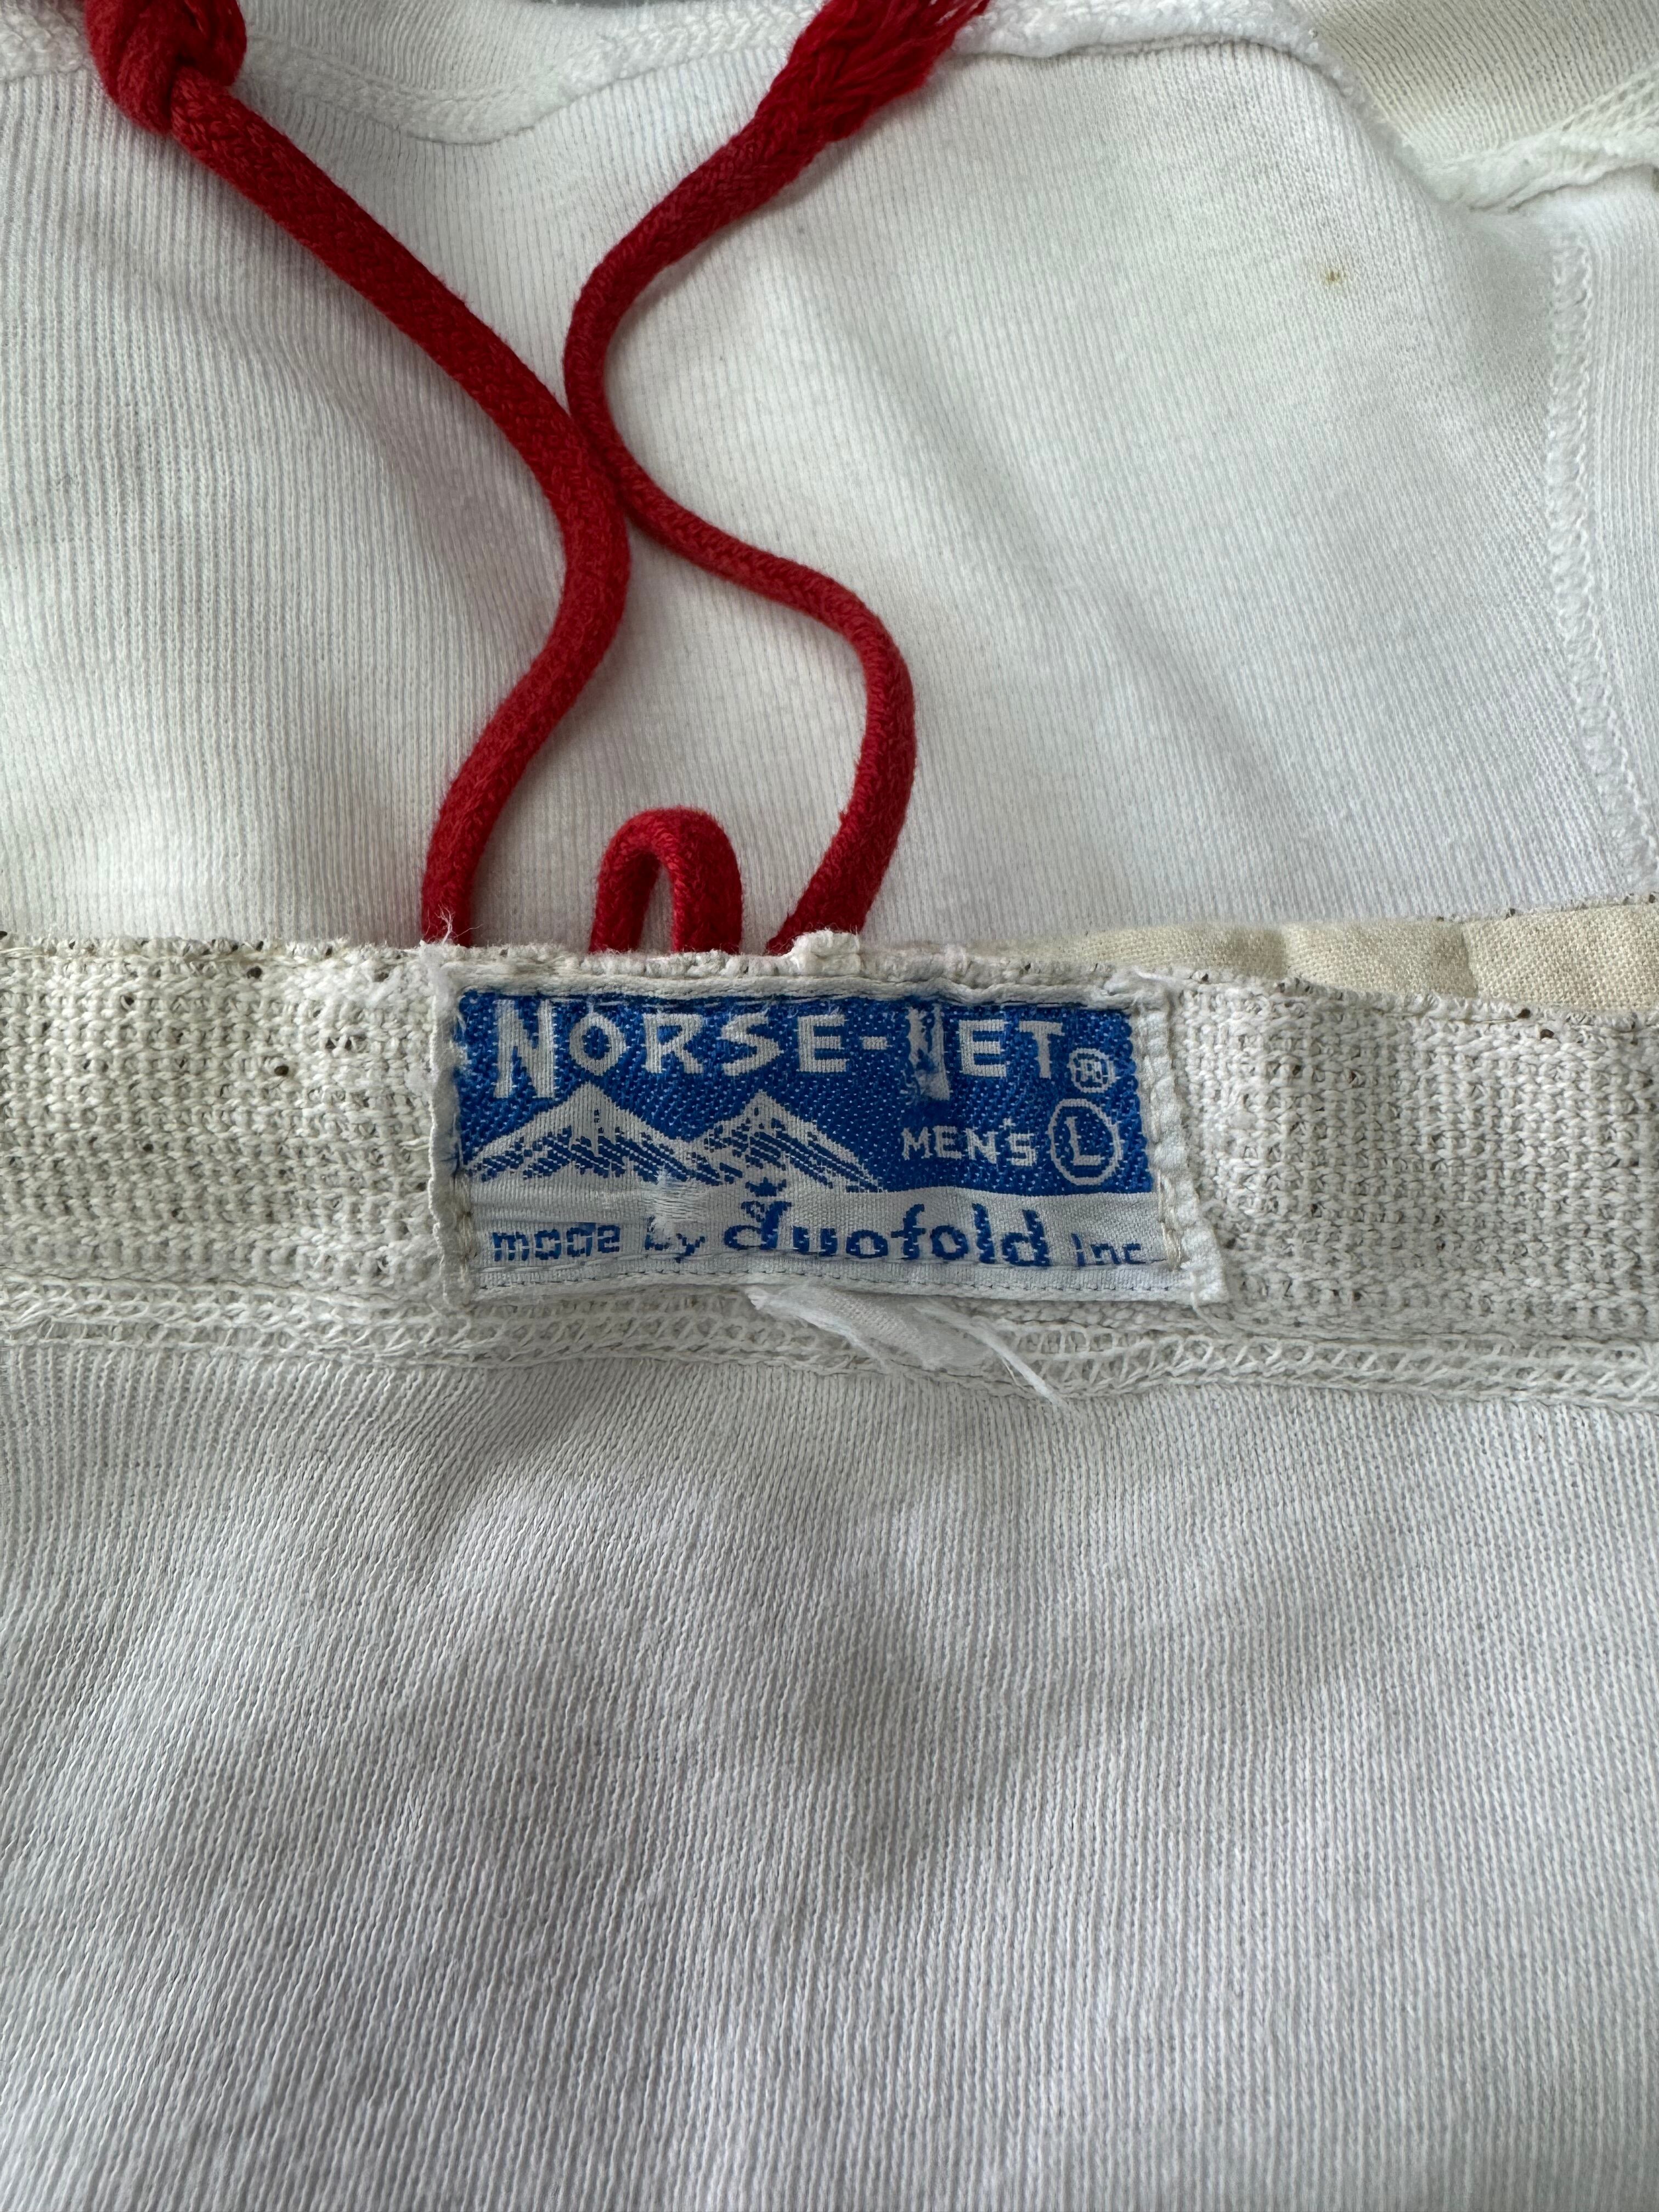 NORSE-NET®
MEN'S L
made by duofold inc